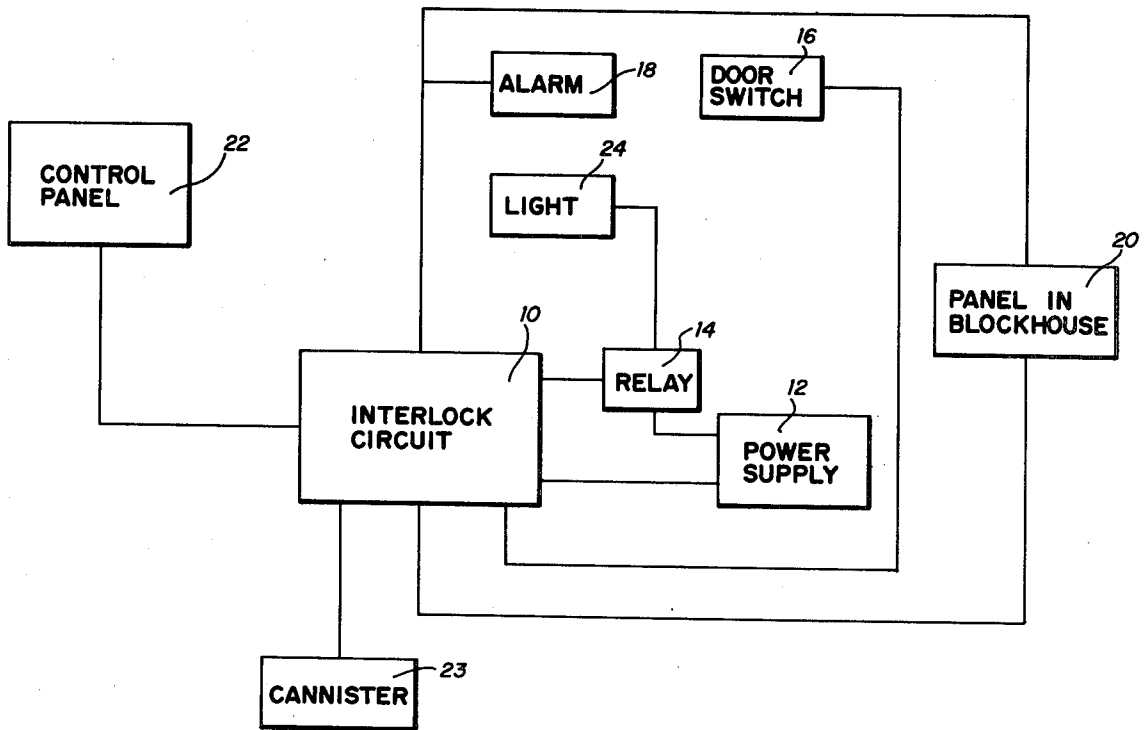 16
ALARM
18
DOOR
SWITCH
22
CONTROL
PANEL
24
LIGHT
20
PANEL IN
BLOCKHOUSE
10
14
RELAY
12
INTERLOCK
CIRCUIT
POWER
SUPPLY
23
CANNISTER